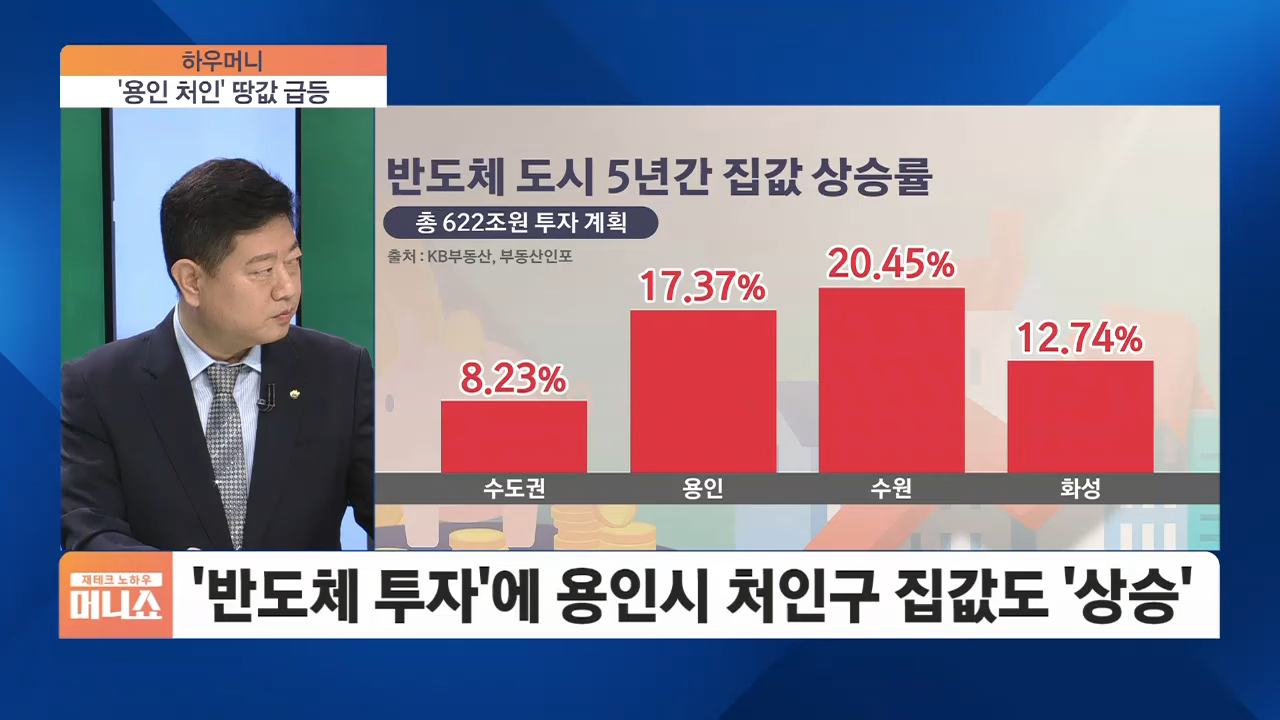 하우머니
'용인 처인' 땅값 급등
반도체 도시 5년간 집값 상승률
총 622조원 투자 계획
출처 : KB부동산, 부동산인포
8.23%
17.37%
20.45%
12.74%
수도권
용인
수원
화성
재테크 노하우
머니쇼
'반도체 투자'에 용인시 처인구 집값도 '상승'